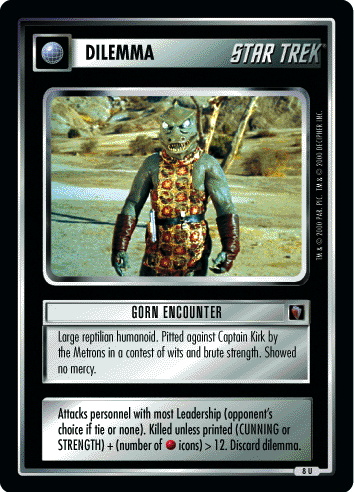 DILEMMA
STAR TREK
TM & © 2000 PAR. PIC. TM & © 2000 DECIPHER INC.
GORN ENCOUNTER
Large reptilian humanoid. Pitted against Captain Kirk by
the Metrons in a contest of wits and brute strength. Showed
no mercy.
Attacks personnel with most Leadership (opponent's
choice if tie or none). Killed unless printed (CUNNING or
STRENGTH) + (number of icons) > 12. Discard dilemma.
8 U